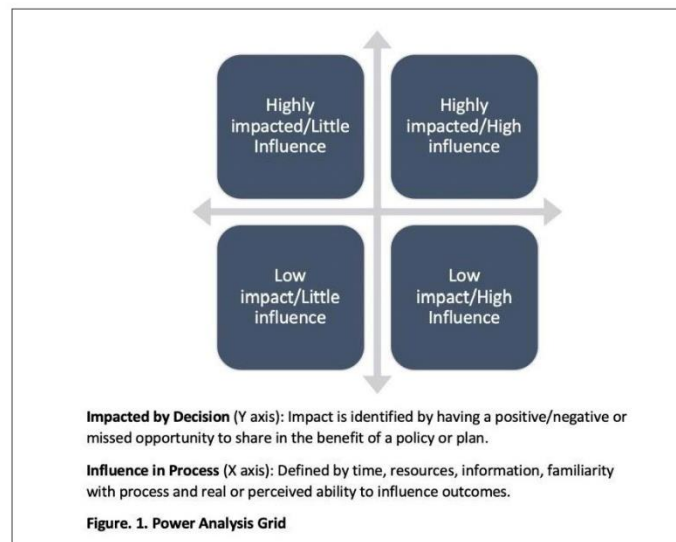 Highly
impacted/Little
Influence
Highly
impacted/High
influence
Low
impact/Little
influence
Low
impact/High
Influence
Impacted by Decision (Y axis): Impact is identified by having a positive/negative or
missed opportunity to share in the benefit of a policy or plan.
Influence in Process (X axis): Defined by time, resources, information, familiarity
with process and real or perceived ability to influence outcomes.
Figure. 1. Power Analysis Grid